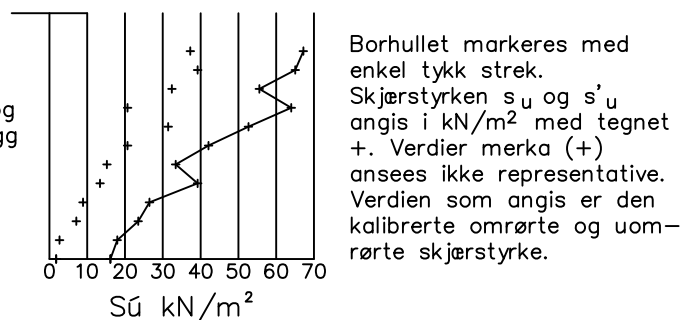 Borhullet markeres med
enkel tykk strek.
Skjærstyrken su og s'u
angis i kN/m² med tegnet
+. Verdier merka (+)
ansees ikke representative.
Verdien som angis er den
kalibrerte omrørte og uom–
rørte skjærstyrke.
0 10 20 30 40 50 60 70
Sú kN/m²